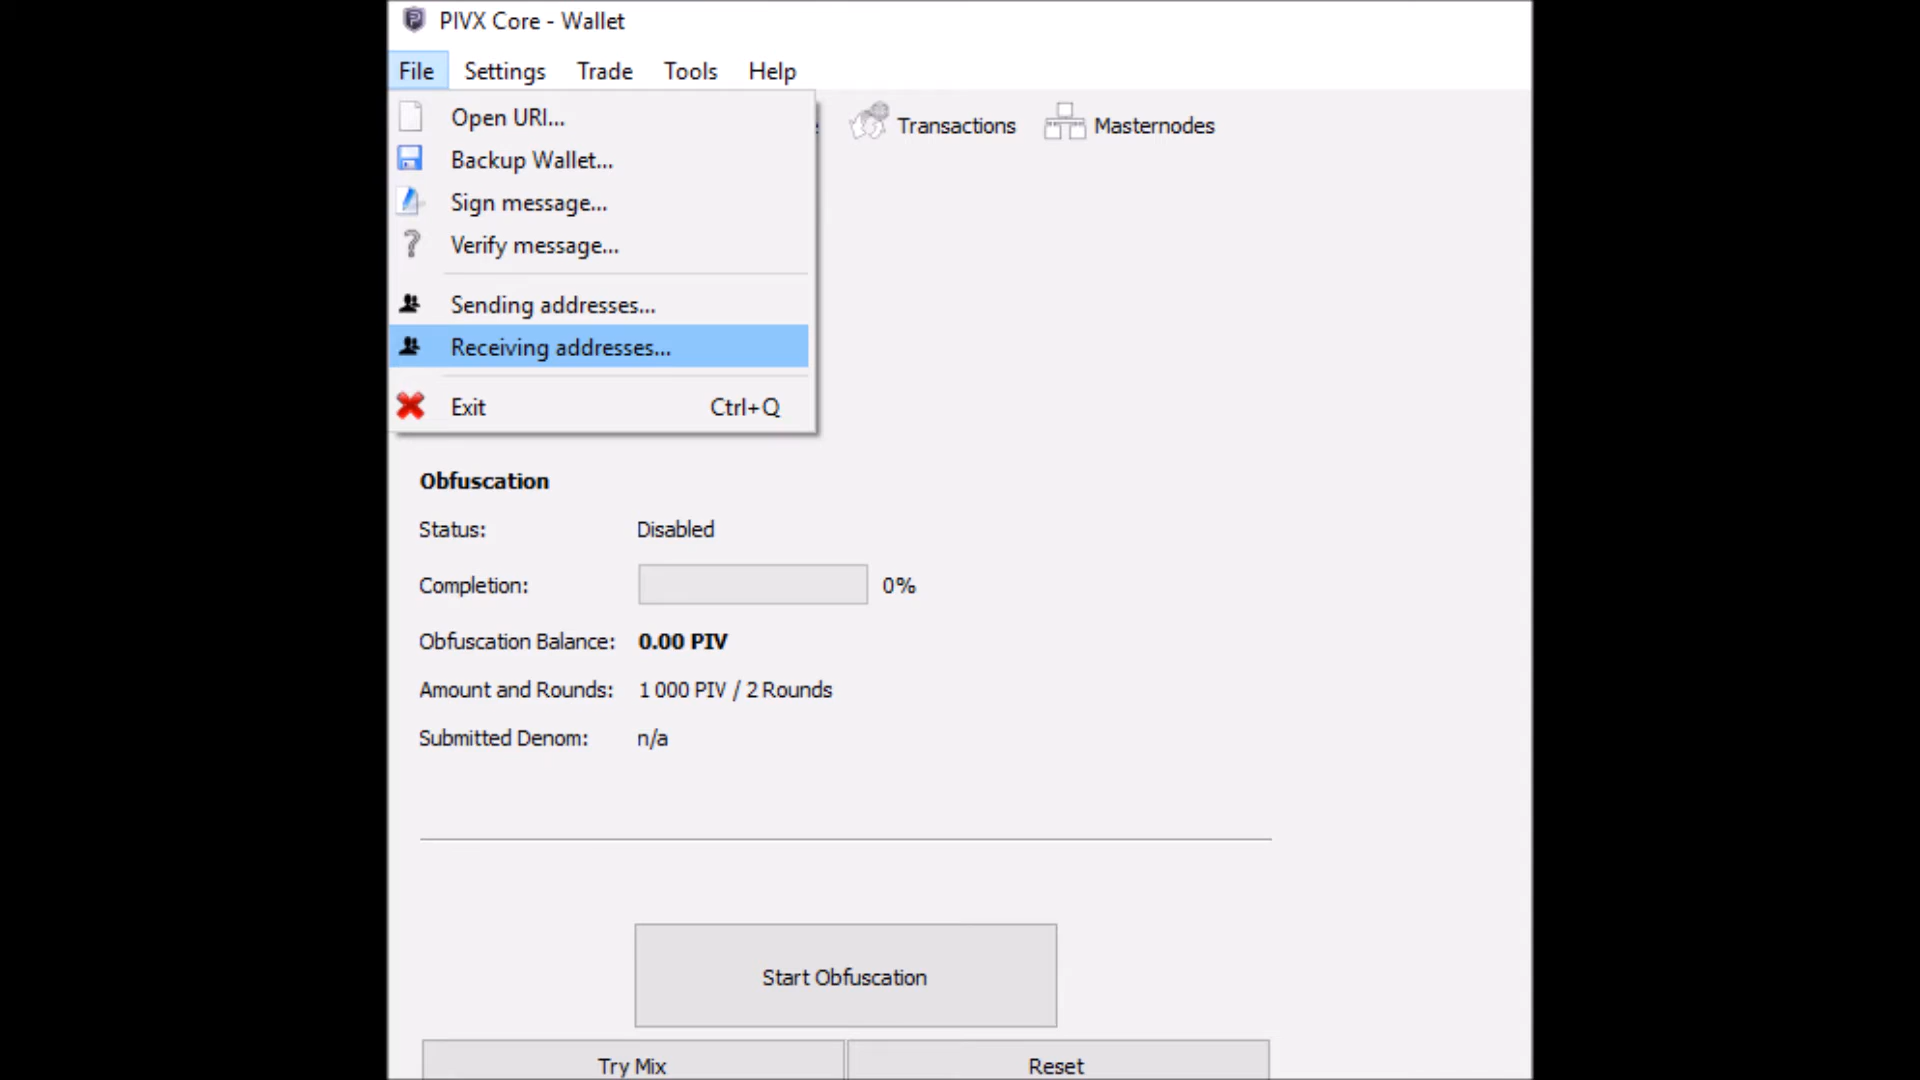 PIVX Core - Wallet
File Settings Trade Tools Help
Open URI...
Backup Wallet...
Sign message...
Verify message...
Sending addresses...
Receiving addresses...
Exit Ctrl+Q
Transactions Masternodes
Obfuscation
Status: Disabled
Completion: 0%
Obfuscation Balance: 0.00 PIV
Amount and Rounds: 1 000 PIV / 2 Rounds
Submitted Denom: n/a
Start Obfuscation
Try Mix Reset